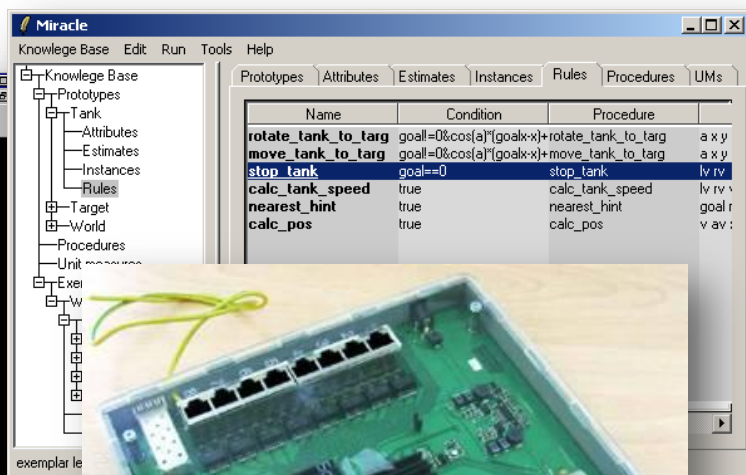 Miracle
Knowlege Base Edit Run Tools Help
Knowlege Base
Prototypes
Tank
Attributes
Estimates
Instances
Rules
Target
World
Procedures
Prototypes Attributes Estimates Instances Rules Procedures UMs
Name Condition Procedure
rotate_tank_to_targ goal!=0&cos(a)*(goalx-x)+ rotate_tank_to_targ a x y
move_tank_to_targ goal!=0&cos(a)*(goalx-x)+ move_tank_to_targ a x y
stop_tank goal==0 stop_tank lv rv
calc_tank_speed true calc_tank_speed lv rv
nearest_hint true nearest_hint goal
calc_pos true calc_pos v av
exemplar